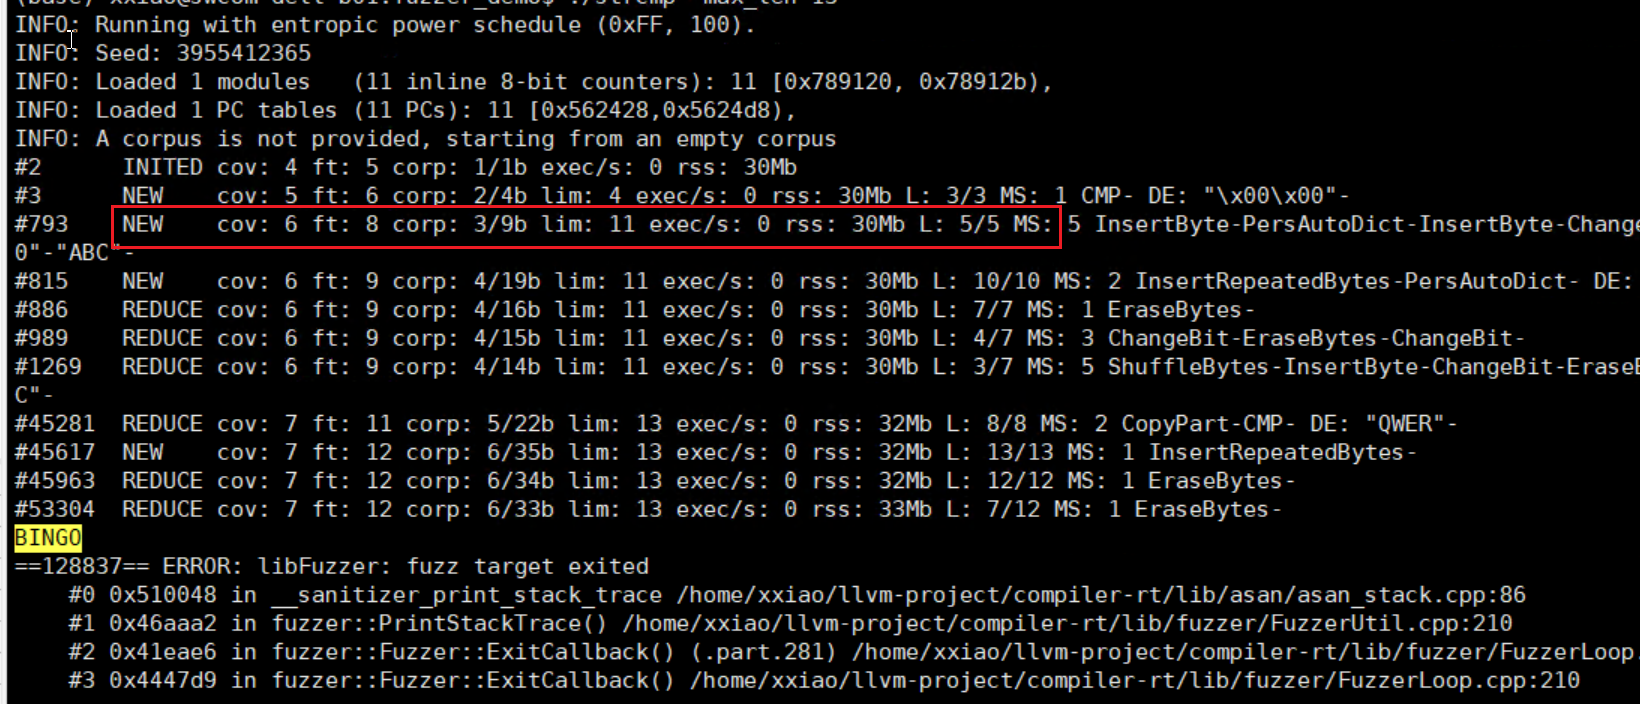 INFO: Running with entropic power schedule (0xFF, 100).
INFO: Seed: 3955412365
INFO: Loaded 1 modules   (11 inline 8-bit counters): 11 [0x789120, 0x78912b),
INFO: Loaded 1 PC tables (11 PCs): 11 [0x562428,0x5624d8),
INFO: A corpus is not provided, starting from an empty corpus
#2      INITED cov: 4 ft: 5 corp: 1/1b exec/s: 0 rss: 30Mb
#3      NEW    cov: 5 ft: 6 corp: 2/4b lim: 4 exec/s: 0 rss: 30Mb L: 3/3 MS: 1 CMP- DE: "\x00\x00"-
#793    NEW    cov: 6 ft: 8 corp: 3/9b lim: 11 exec/s: 0 rss: 30Mb L: 5/5 MS: 5 InsertByte-PersAutoDict-InsertByte-Change
0"-"ABC"-
#815    NEW    cov: 6 ft: 9 corp: 4/19b lim: 11 exec/s: 0 rss: 30Mb L: 10/10 MS: 2 InsertRepeatedBytes-PersAutoDict- DE:
#886    REDUCE cov: 6 ft: 9 corp: 4/16b lim: 11 exec/s: 0 rss: 30Mb L: 7/7 MS: 1 EraseBytes-
#989    REDUCE cov: 6 ft: 9 corp: 4/15b lim: 11 exec/s: 0 rss: 30Mb L: 4/7 MS: 3 ChangeBit-EraseBytes-ChangeBit-
#1269   REDUCE cov: 6 ft: 9 corp: 4/14b lim: 11 exec/s: 0 rss: 30Mb L: 3/7 MS: 5 ShuffleBytes-InsertByte-ChangeBit-EraseB
C"-
#45281  REDUCE cov: 7 ft: 11 corp: 5/22b lim: 13 exec/s: 0 rss: 32Mb L: 8/8 MS: 2 CopyPart-CMP- DE: "QWER"-
#45617  NEW    cov: 7 ft: 12 corp: 6/35b lim: 13 exec/s: 0 rss: 32Mb L: 13/13 MS: 1 InsertRepeatedBytes-
#45963  REDUCE cov: 7 ft: 12 corp: 6/34b lim: 13 exec/s: 0 rss: 32Mb L: 12/12 MS: 1 EraseBytes-
#53304  REDUCE cov: 7 ft: 12 corp: 6/33b lim: 13 exec/s: 0 rss: 33Mb L: 7/12 MS: 1 EraseBytes-
BINGO
==128837== ERROR: libFuzzer: fuzz target exited
    #0 0x510048 in __sanitizer_print_stack_trace /home/xxiao/llvm-project/compiler-rt/lib/asan/asan_stack.cpp:86
    #1 0x46aaa2 in fuzzer::PrintStackTrace() /home/xxiao/llvm-project/compiler-rt/lib/fuzzer/FuzzerUtil.cpp:210
    #2 0x41eae6 in fuzzer::Fuzzer::ExitCallback() (.part.281) /home/xxiao/llvm-project/compiler-rt/lib/fuzzer/FuzzerLoop.
    #3 0x4447d9 in fuzzer::Fuzzer::ExitCallback() /home/xxiao/llvm-project/compiler-rt/lib/fuzzer/FuzzerLoop.cpp:210